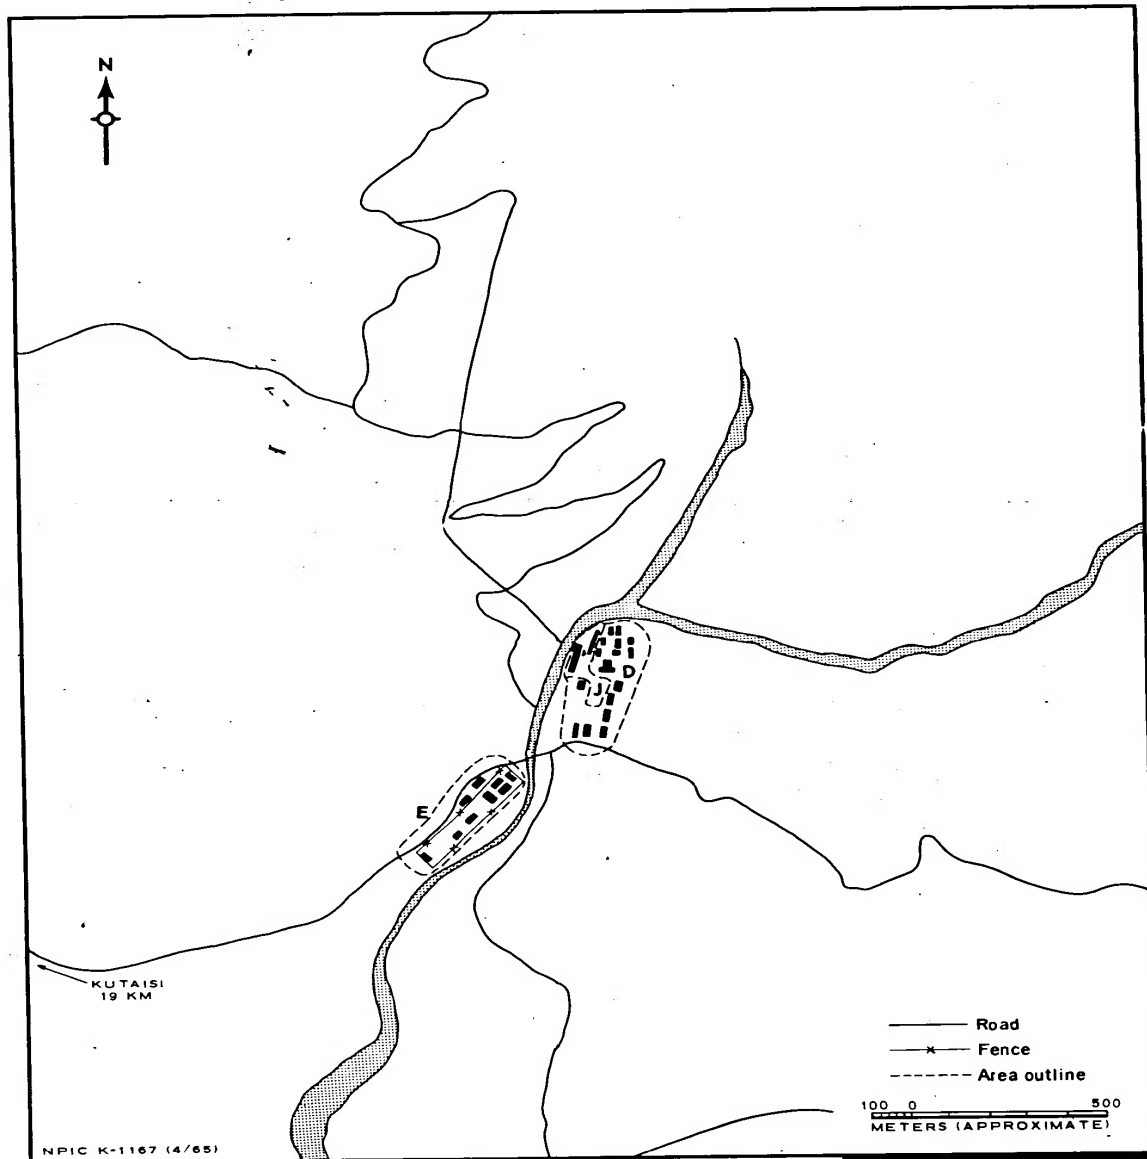 N
D
J
E
KUTAISI
19 KM
Road
Fence
Area outline
100 0 500
METERS (APPROXIMATE)
NPIC K-1167 (4/65)